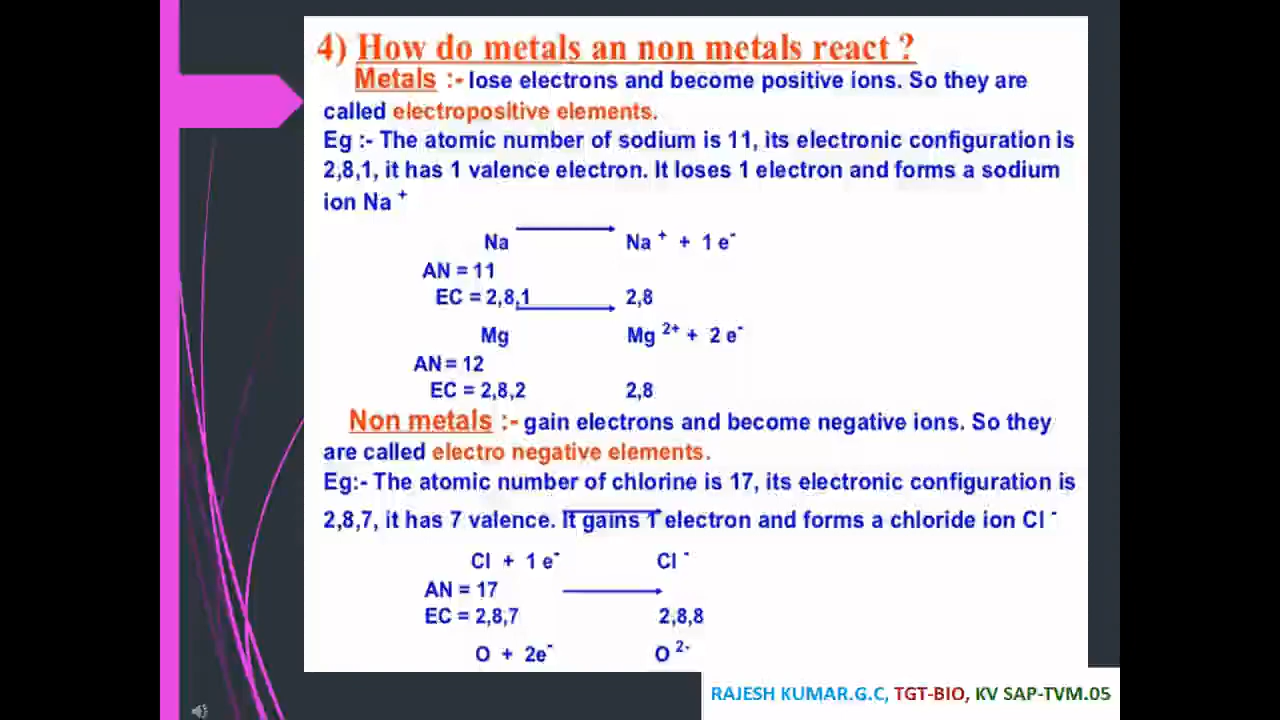 4) How do metals an non metals react ?
Metals :- lose electrons and become positive ions. So they are
called electropositive elements.
Eg :- The atomic number of sodium is 11, its electronic configuration is
2,8,1, it has 1 valence electron. It loses 1 electron and forms a sodium
ion Na ⁺
Na Na ⁺ + 1 e⁻
AN = 11
EC = 2,8,1 2,8
Mg Mg ²⁺ + 2 e⁻
AN = 12
EC = 2,8,2 2,8
Non metals :- gain electrons and become negative ions. So they
are called electro negative elements.
Eg:- The atomic number of chlorine is 17, its electronic configuration is
2,8,7, it has 7 valence. It gains 1 electron and forms a chloride ion Cl ⁻
Cl + 1 e⁻ Cl ⁻
AN = 17
EC = 2,8,7 2,8,8
O + 2e⁻ O ²⁻
RAJESH KUMAR.G.C, TGT-BIO, KV SAP-TVM.05